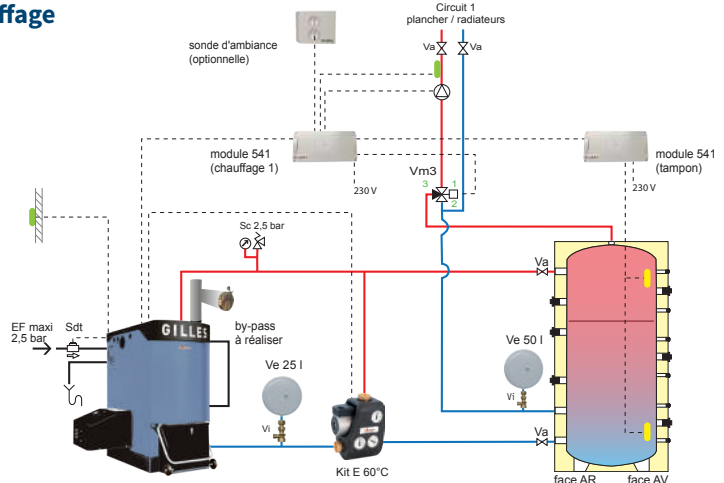 ffage
Circuit 1
plancher / radiateurs
sonde d'ambiance
(optionnelle)
Va
Va
module 541
(chauffage 1)
230 V
module 541
(tampon)
230 V
Vm3
3
1
2
Sc 2,5 bar
Va
EF maxi
2,5 bar
Sdt
GILLES
by-pass
à réaliser
Ve 25 l
Vi
Ve 50 l
Vi
Kit E 60°C
Va
face AR
face AV